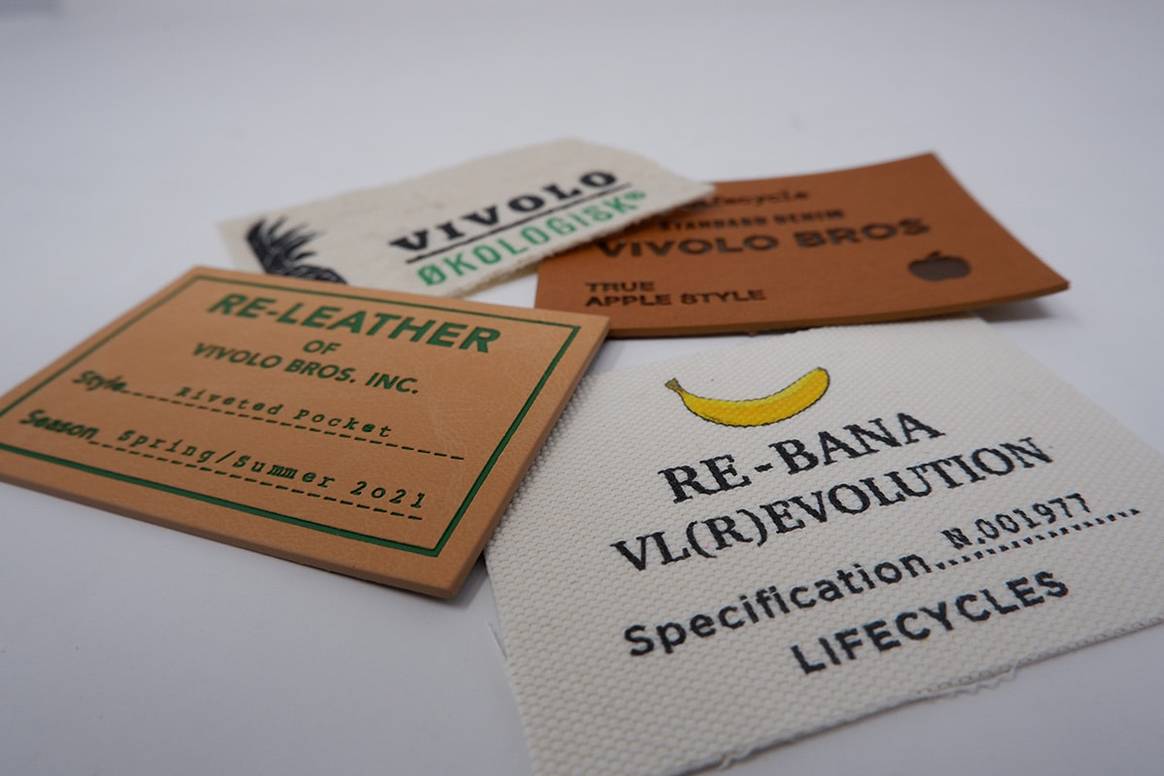 VIVOLO
ØKOLOGISK®
STANDARD DENIM
VIVOLO BROS
TRUE
APPLE STYLE
RE-LEATHER
OF
VIVOLO BROS. INC.
Style Riveted Pocket
Season Spring/Summer 2021
RE-BANA
VL(R)EVOLUTION
Specification N.001977
LIFECYCLES